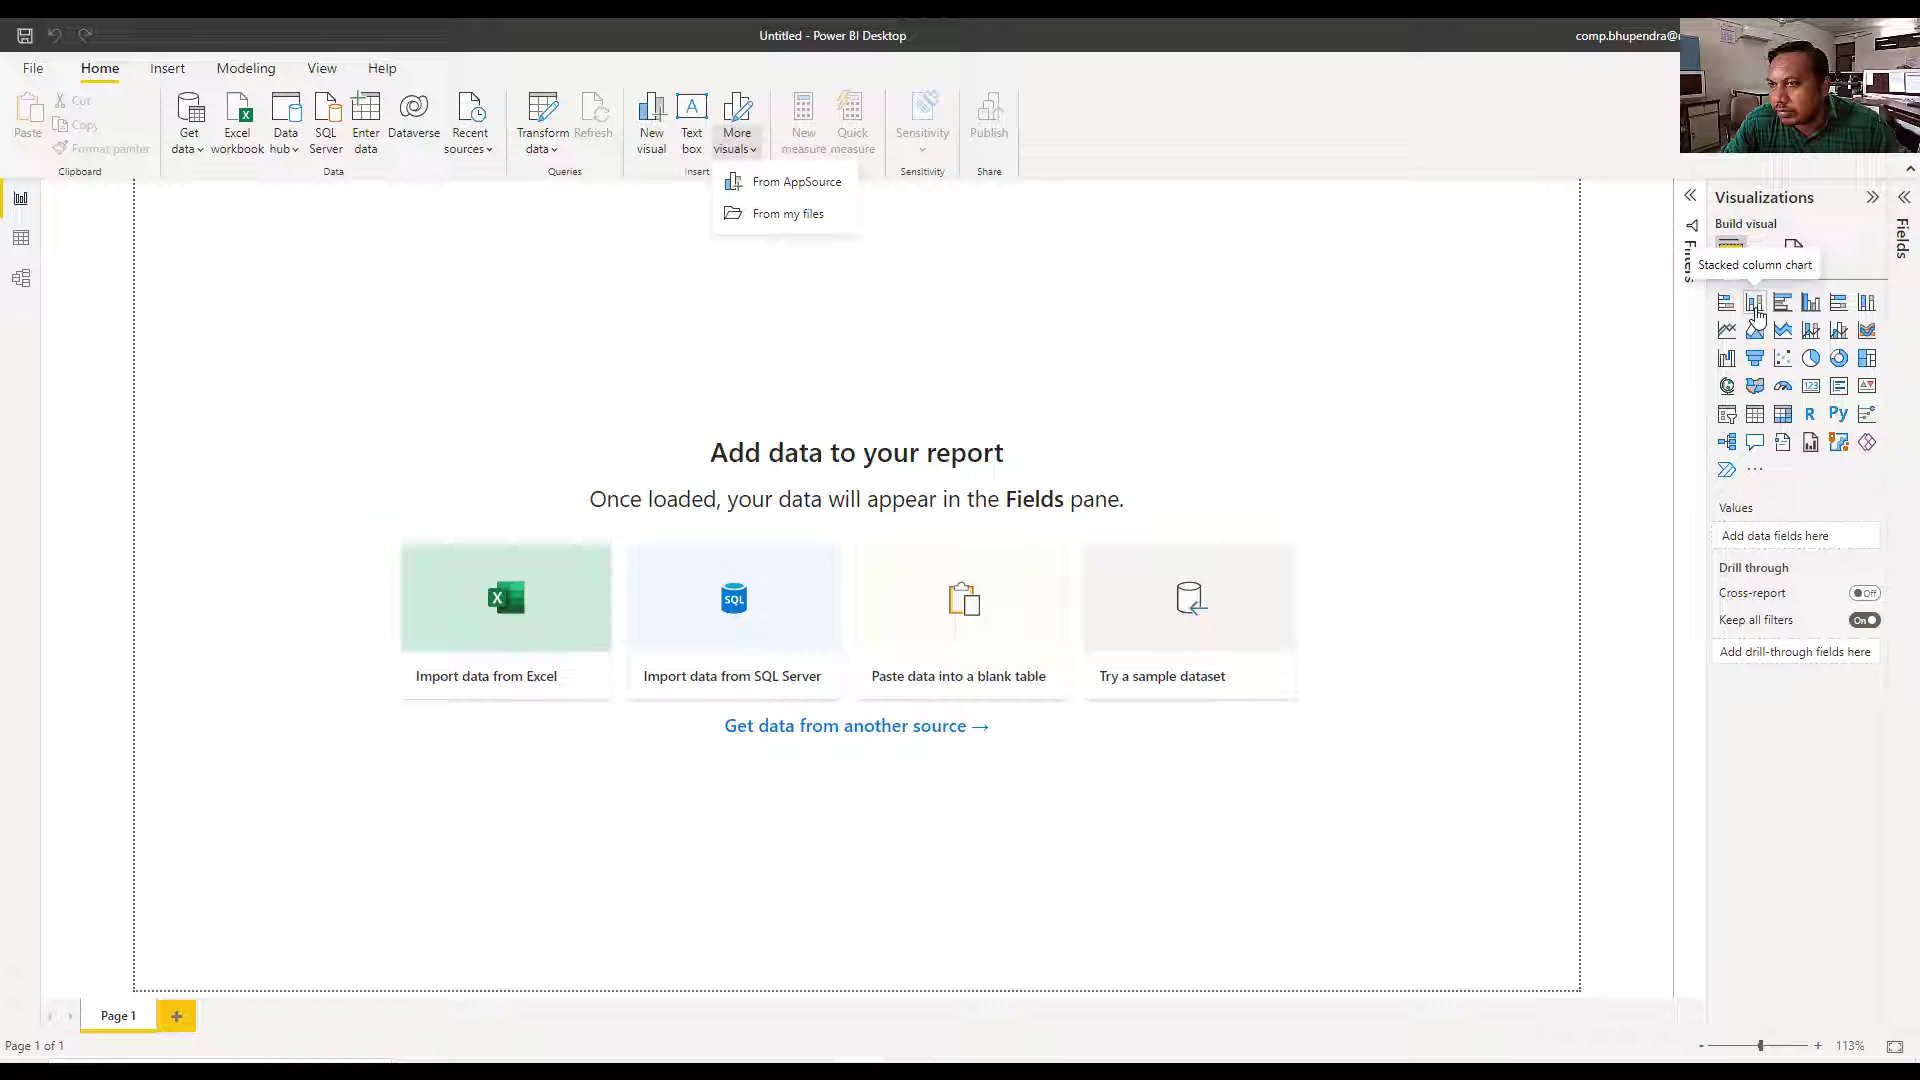 Untitled - Power BI Desktop
comp.bhupendra@
File Home Insert Modeling View Help
Paste
Cut
Copy
Format painter
Clipboard
Get data
Excel workbook
Data hub
SQL Server
Enter data
Dataverse
Recent sources
Data
Transform data
Refresh
Queries
New visual
Text box
More visuals
Insert
New measure
Quick measure
Sensitivity
Sensitivity
Publish
Share
From AppSource
From my files
Visualizations
Build visual
Stacked column chart
Filters
Fields
R
Py
123
Values
Add data fields here
Drill through
Cross-report Off
Keep all filters On
Add drill-through fields here
Add data to your report
Once loaded, your data will appear in the Fields pane.
X
SQL
Import data from Excel
Import data from SQL Server
Paste data into a blank table
Try a sample dataset
Get data from another source →
Page 1
+
Page 1 of 1
- + 113%